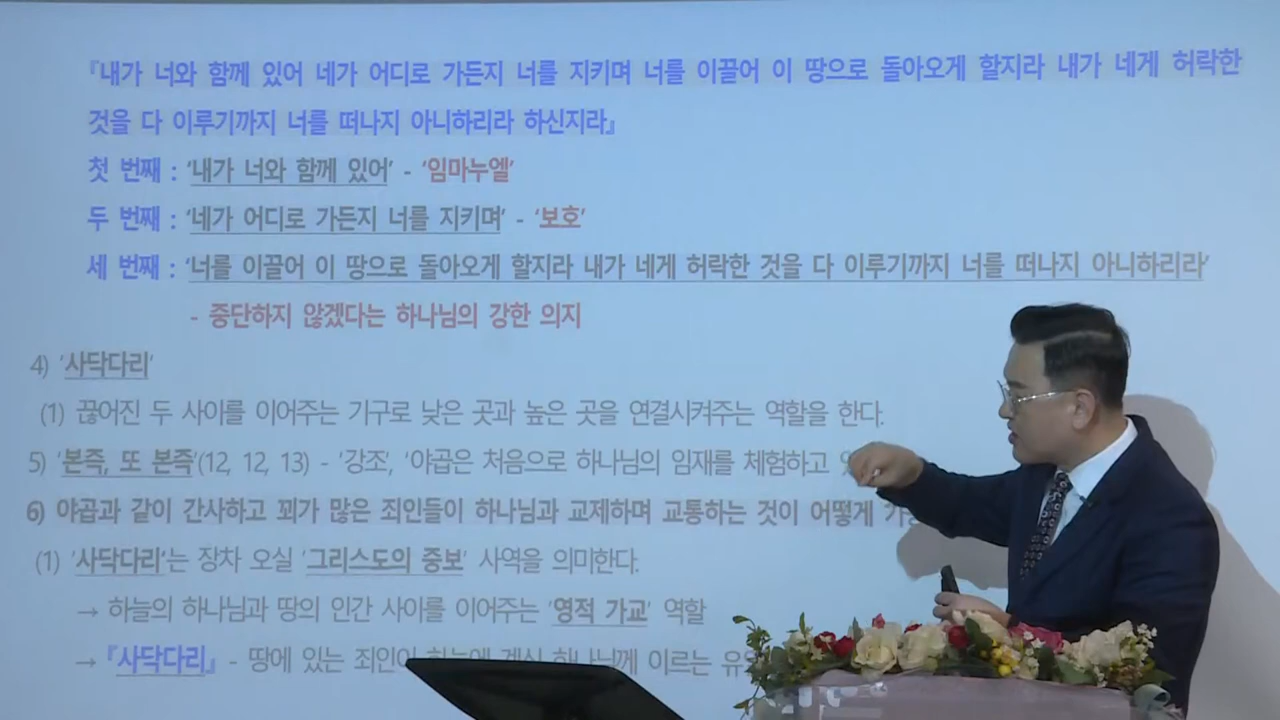 『내가 너와 함께 있어 네가 어디로 가든지 너를 지키며 너를 이끌어 이 땅으로 돌아오게 할지라 내가 네게 허락한
것을 다 이루기까지 너를 떠나지 아니하리라 하신지라』
첫 번째 : ‘내가 너와 함께 있어’ - ‘임마누엘’
두 번째 : ‘네가 어디로 가든지 너를 지키며’ - ‘보호’
세 번째 : ‘너를 이끌어 이 땅으로 돌아오게 할지라 내가 네게 허락한 것을 다 이루기까지 너를 떠나지 아니하리라’
- 중단하지 않겠다는 하나님의 강한 의지
4) ‘사닥다리’
(1) 끊어진 두 사이를 이어주는 기구로 낮은 곳과 높은 곳을 연결시켜주는 역할을 한다.
5) ‘본즉, 또 본즉’(12, 12, 13) - ‘강조’, ‘야곱은 처음으로 하나님의 임재를 체험하고
6) 야곱과 같이 간사하고 꾀가 많은 죄인들이 하나님과 교제하며 교통하는 것이 어떻게
(1) ‘사닥다리’는 장차 오실 ‘그리스도의 중보’ 사역을 의미한다.
→ 하늘의 하나님과 땅의 인간 사이를 이어주는 ‘영적 가교’ 역할
→ 『사닥다리』 - 땅에 있는 죄인이 하늘에 계신 하나님께 이르는